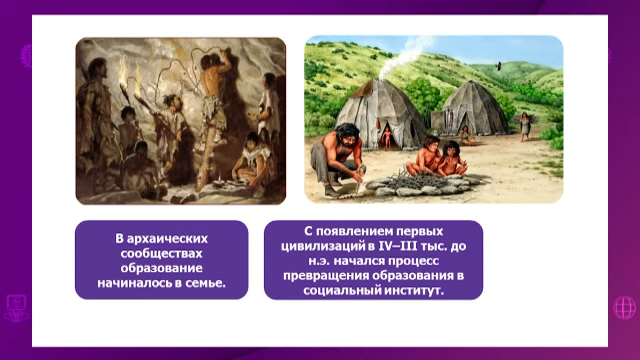 В архаических
сообществах
образование
начиналось в семье.
С появлением первых
цивилизаций в IV–III тыс. до
н.э. начался процесс
превращения образования в
социальный институт.